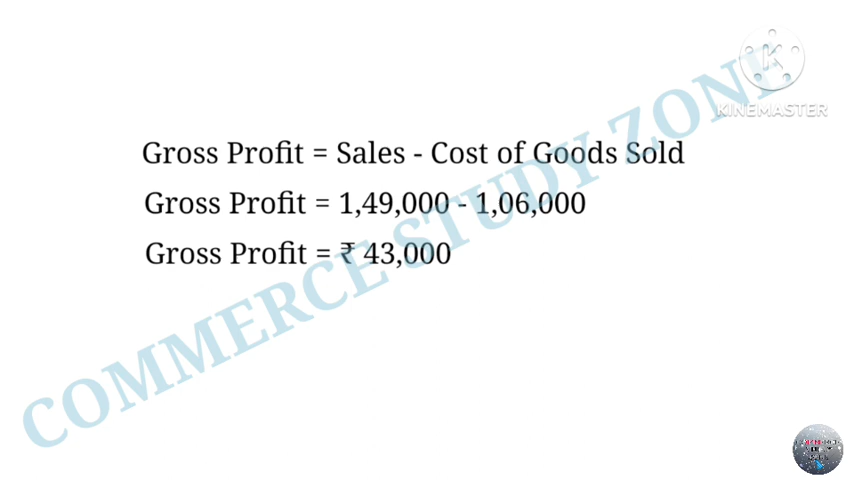 KINEMASTER
COMMERCE STUDY ZONE
Gross Profit = Sales - Cost of Goods Sold
Gross Profit = 1,49,000 - 1,06,000
Gross Profit = ₹ 43,000